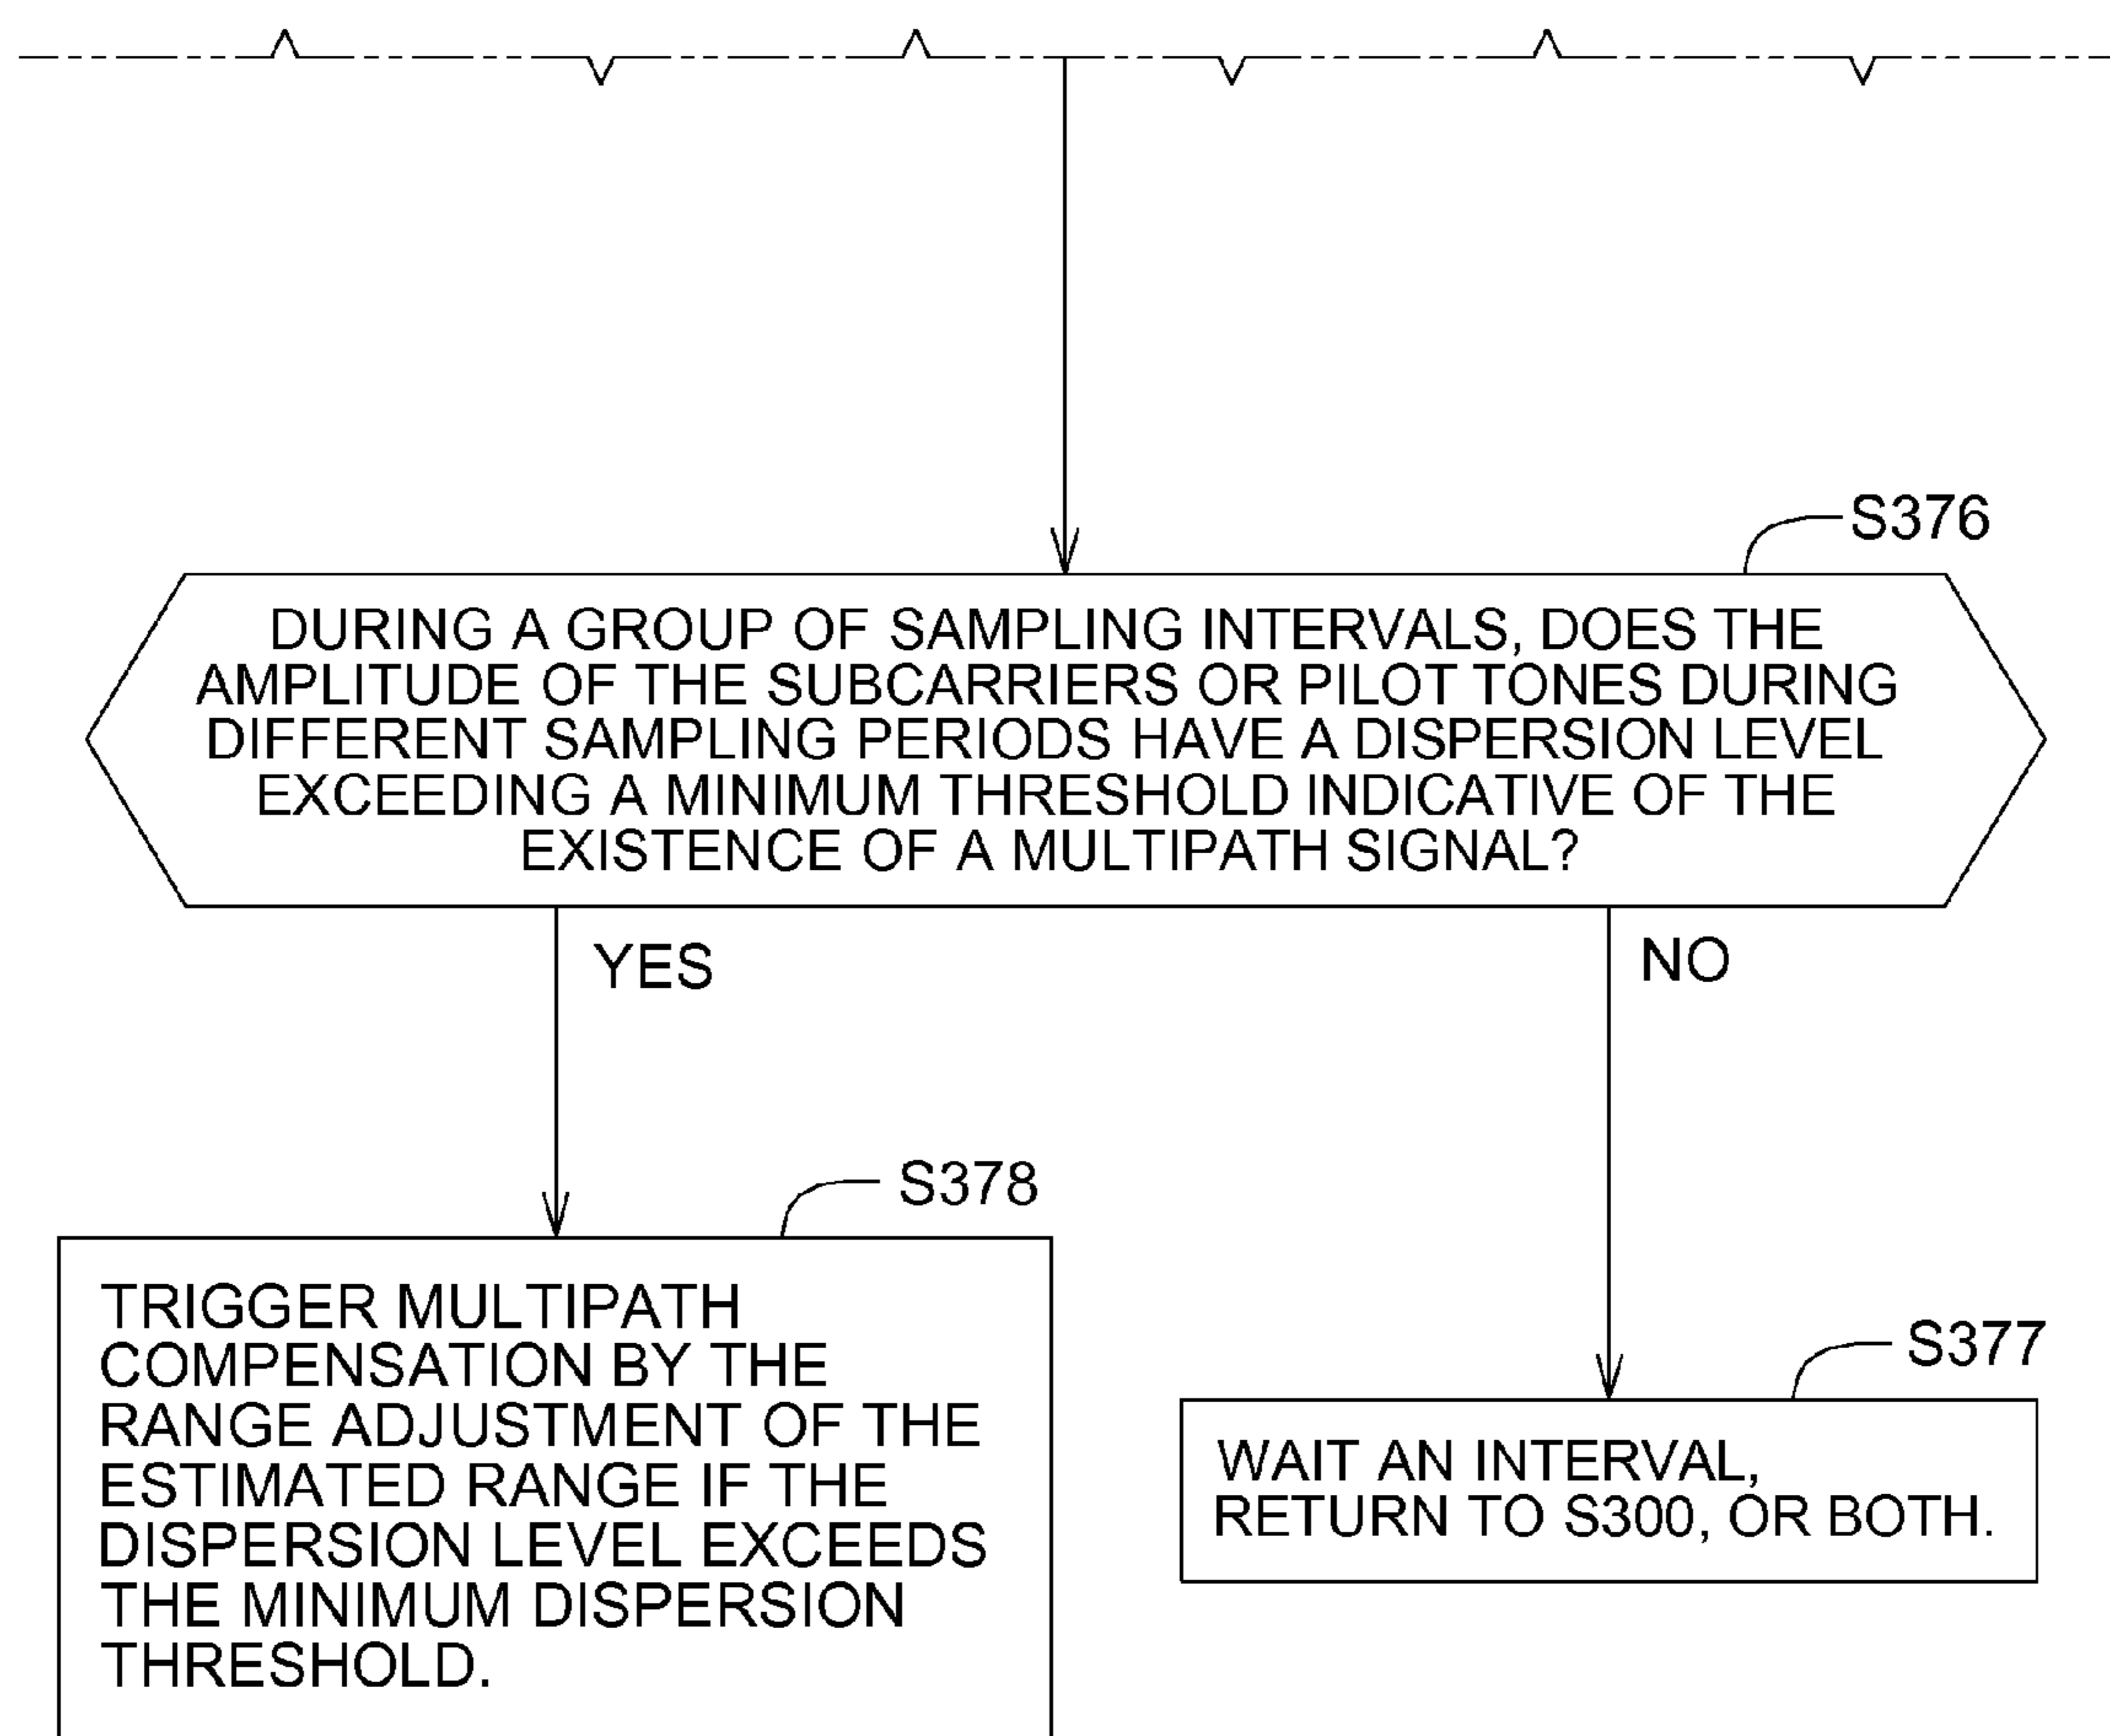 S376
DURING A GROUP OF SAMPLING INTERVALS, DOES THE
AMPLITUDE OF THE SUBCARRIERS OR PILOT TONES DURING
DIFFERENT SAMPLING PERIODS HAVE A DISPERSION LEVEL
EXCEEDING A MINIMUM THRESHOLD INDICATIVE OF THE
EXISTENCE OF A MULTIPATH SIGNAL?
YES
NO
S378
TRIGGER MULTIPATH
COMPENSATION BY THE
RANGE ADJUSTMENT OF THE
ESTIMATED RANGE IF THE
DISPERSION LEVEL EXCEEDS
THE MINIMUM DISPERSION
THRESHOLD.
S377
WAIT AN INTERVAL,
RETURN TO S300, OR BOTH.